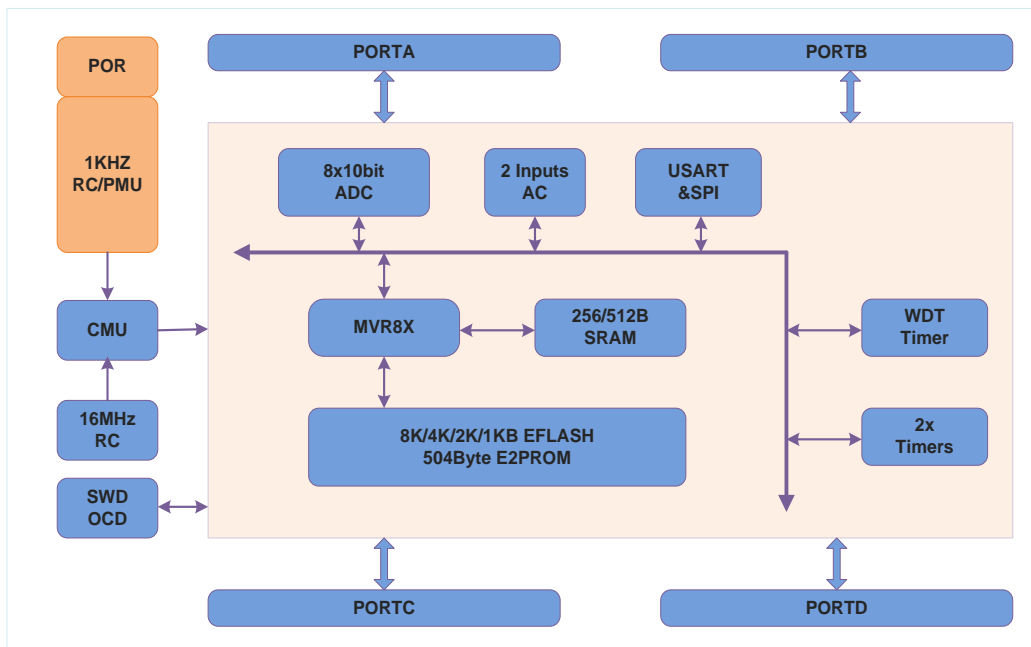 PORTA
PORTB
POR
1KHZ
RC/PMU
8x10bit
ADC
2 Inputs
AC
USART
&SPI
CMU
MVR8X
256/512B
SRAM
WDT
Timer
16MHz
RC
8K/4K/2K/1KB EFLASH
504Byte E2PROM
2x
Timers
SWD
OCD
PORTC
PORTD